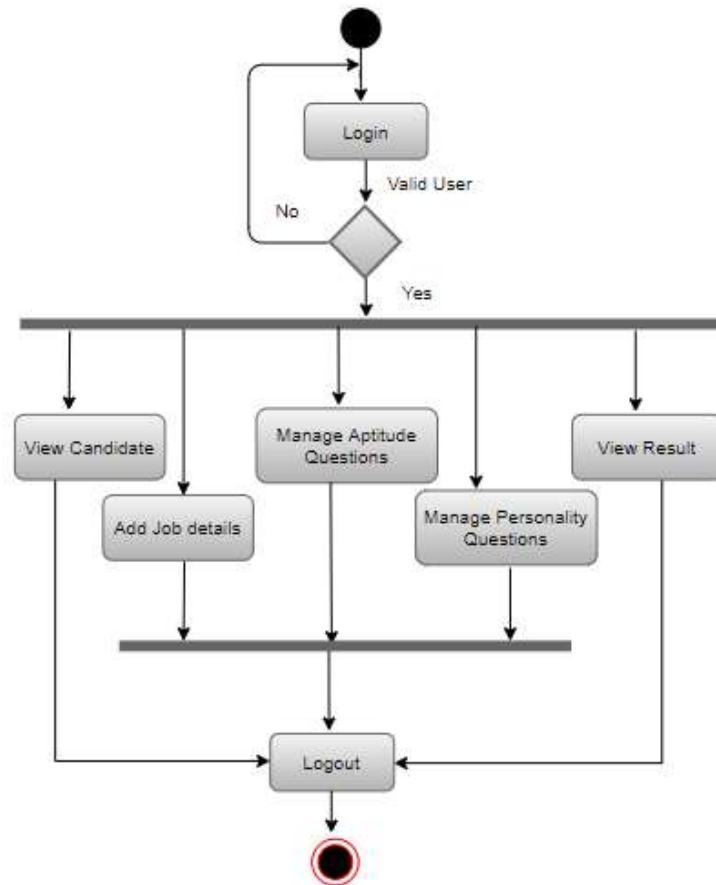 Login
Valid User
No
Yes
View Candidate
Manage Aptitude
Questions
View Result
Add Job details
Manage Personality
Questions
Logout